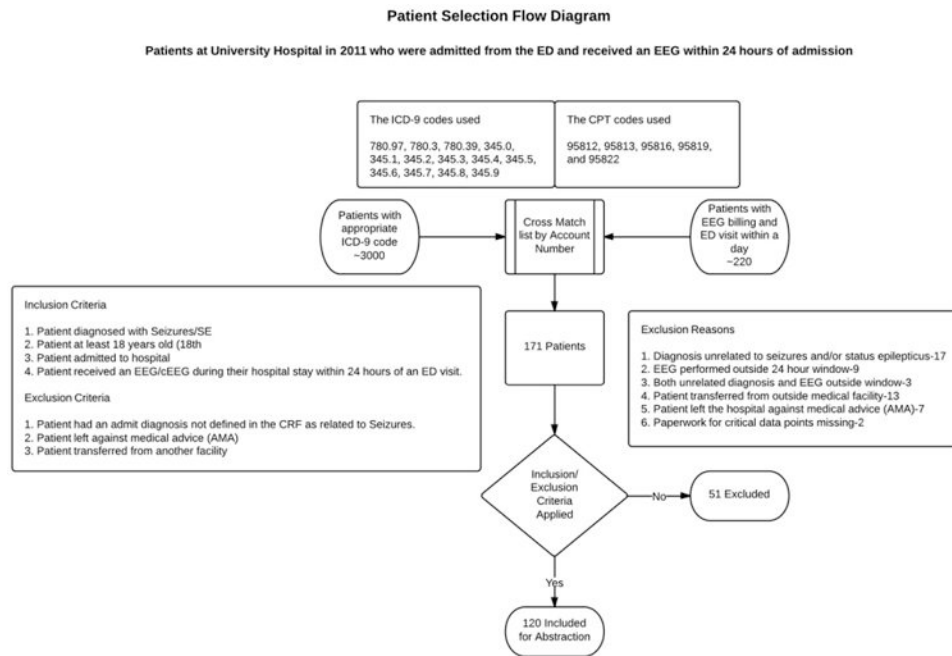 Patient Selection Flow Diagram
Patients at University Hospital in 2011 who were admitted from the ED and received an EEG within 24 hours of admission
The ICD-9 codes used
780.97, 780.3, 780.39, 345.0,
345.1, 345.2, 345.3, 345.4, 345.5,
345.6, 345.7, 345.8, 345.9
The CPT codes used
95812, 95813, 95816, 95819,
and 95822
Patients with
appropriate
ICD-9 code
~3000
Cross Match
list by Account
Number
Patients with
EEG billing and
ED visit within a
day
~220
Inclusion Criteria
1. Patient diagnosed with Seizures/SE
2. Patient at least 18 years old (18th
3. Patient admitted to hospital
4. Patient received an EEG/cEEG during their hospital stay within 24 hours of an ED visit.
Exclusion Criteria
1. Patient had an admit diagnosis not defined in the CRF as related to Seizures.
2. Patient left against medical advice (AMA)
3. Patient transferred from another facility
171 Patients
Exclusion Reasons
1. Diagnosis unrelated to seizures and/or status epilepticus-17
2. EEG performed outside 24 hour window-9
3. Both unrelated diagnosis and EEG outside window-3
4. Patient transferred from outside medical facility-13
5. Patient left the hospital against medical advice (AMA)-7
6. Paperwork for critical data points missing-2
Inclusion/
Exclusion
Criteria
Applied
No
51 Excluded
Yes
120 Included
for Abstraction